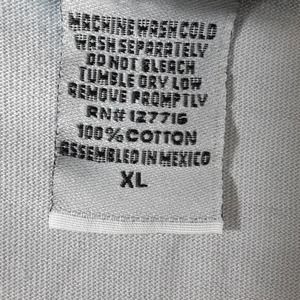 MACHINE WASH COLD
WASH SEPARATELY
DO NOT BLEACH
TUMBLE DRY LOW
REMOVE PROMPTLY
RN# 127716
100% COTTON
ASSEMBLED IN MEXICO
XL